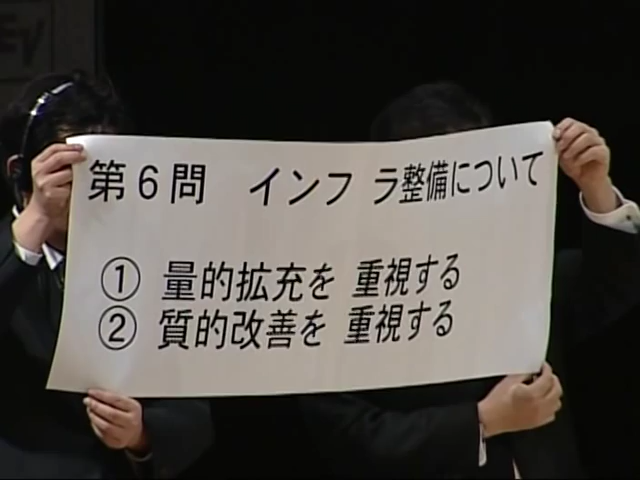 第6問 インフラ整備について
① 量的拡充を 重視する
② 質的改善を 重視する